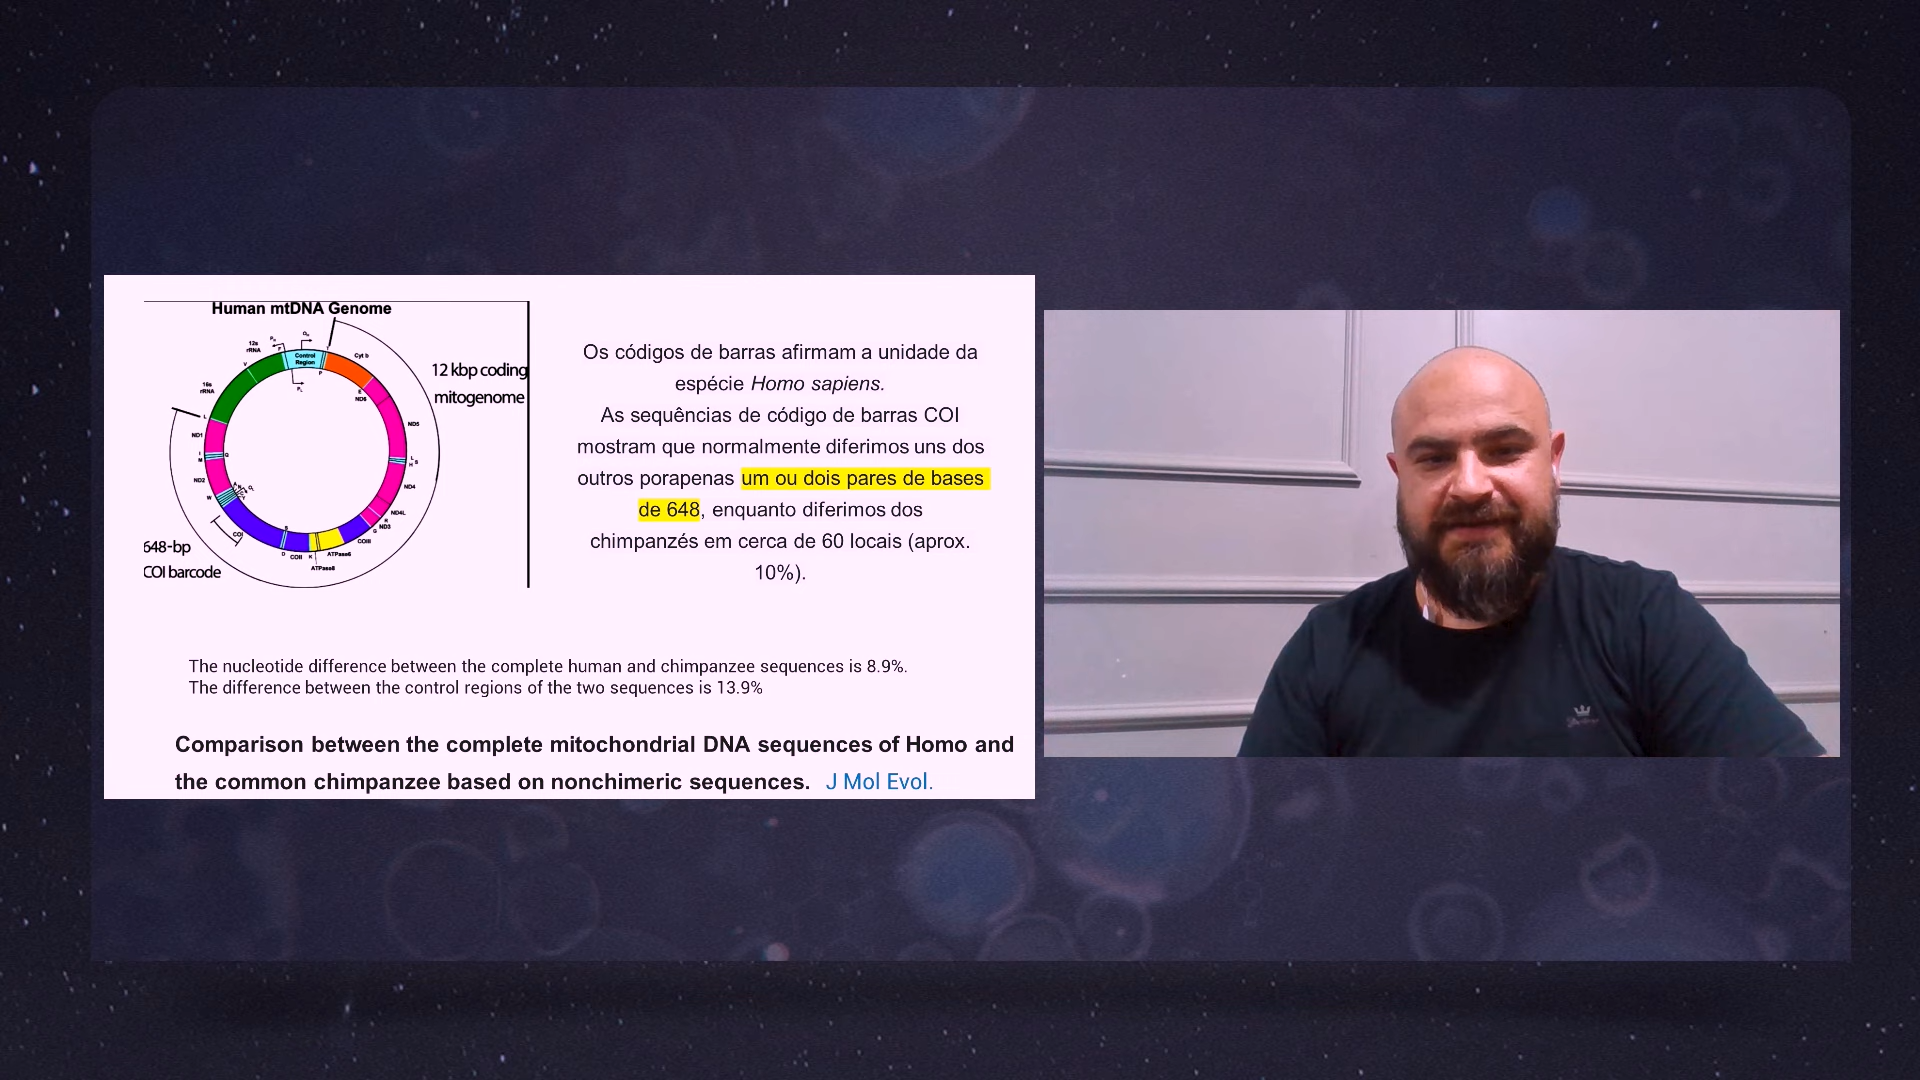 Human mtDNA Genome
Control
Region
12s
rRNA
16s
rRNA
Cyt b
ND6
ND5
ND4
ND4L
ND3
COIII
ATPase6
ATPase8
COII
COI
ND2
ND1
12 kbp coding
mitogenome
648-bp
COI barcode
Os códigos de barras afirmam a unidade da
espécie Homo sapiens.
As sequências de código de barras COI
mostram que normalmente diferimos uns dos
outros porapenas um ou dois pares de bases
de 648, enquanto diferimos dos
chimpanzés em cerca de 60 locais (aprox.
10%).
The nucleotide difference between the complete human and chimpanzee sequences is 8.9%.
The difference between the control regions of the two sequences is 13.9%
Comparison between the complete mitochondrial DNA sequences of Homo and
the common chimpanzee based on nonchimeric sequences. J Mol Evol.